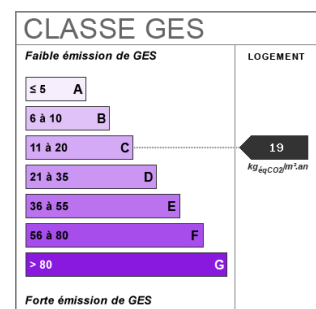 CLASSE GES
Faible émission de GES
LOGEMENT
≤ 5 A
6 à 10 B
11 à 20 C
19
kgéqCO2/m².an
21 à 35 D
36 à 55 E
56 à 80 F
> 80 G
Forte émission de GES